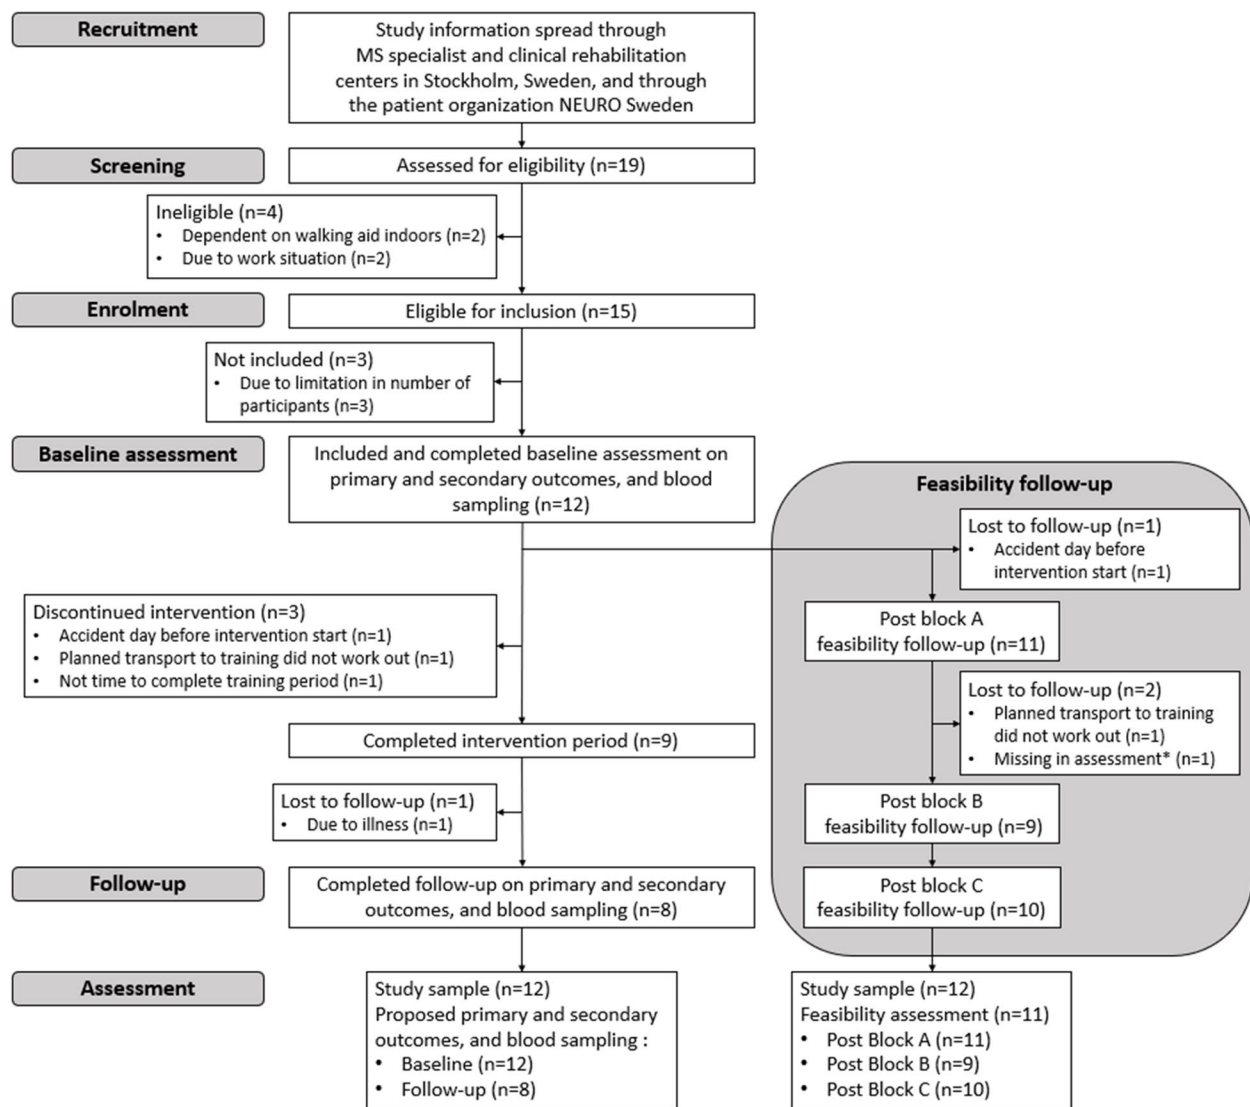 Recruitment
Study information spread through
MS specialist and clinical rehabilitation
centers in Stockholm, Sweden, and through
the patient organization NEURO Sweden
Screening
Assessed for eligibility (n=19)
Ineligible (n=4)
• Dependent on walking aid indoors (n=2)
• Due to work situation (n=2)
Enrolment
Eligible for inclusion (n=15)
Not included (n=3)
• Due to limitation in number of
participants (n=3)
Baseline assessment
Included and completed baseline assessment on
primary and secondary outcomes, and blood
sampling (n=12)
Discontinued intervention (n=3)
• Accident day before intervention start (n=1)
• Planned transport to training did not work out (n=1)
• Not time to complete training period (n=1)
Completed intervention period (n=9)
Lost to follow-up (n=1)
• Due to illness (n=1)
Follow-up
Completed follow-up on primary and secondary
outcomes, and blood sampling (n=8)
Feasibility follow-up
Lost to follow-up (n=1)
• Accident day before
intervention start (n=1)
Post block A
feasibility follow-up (n=11)
Lost to follow-up (n=2)
• Planned transport to training
did not work out (n=1)
• Missing in assessment* (n=1)
Post block B
feasibility follow-up (n=9)
Post block C
feasibility follow-up (n=10)
Assessment
Study sample (n=12)
Proposed primary and secondary
outcomes, and blood sampling :
• Baseline (n=12)
• Follow-up (n=8)
Study sample (n=12)
Feasibility assessment (n=11)
• Post Block A (n=11)
• Post Block B (n=9)
• Post Block C (n=10)